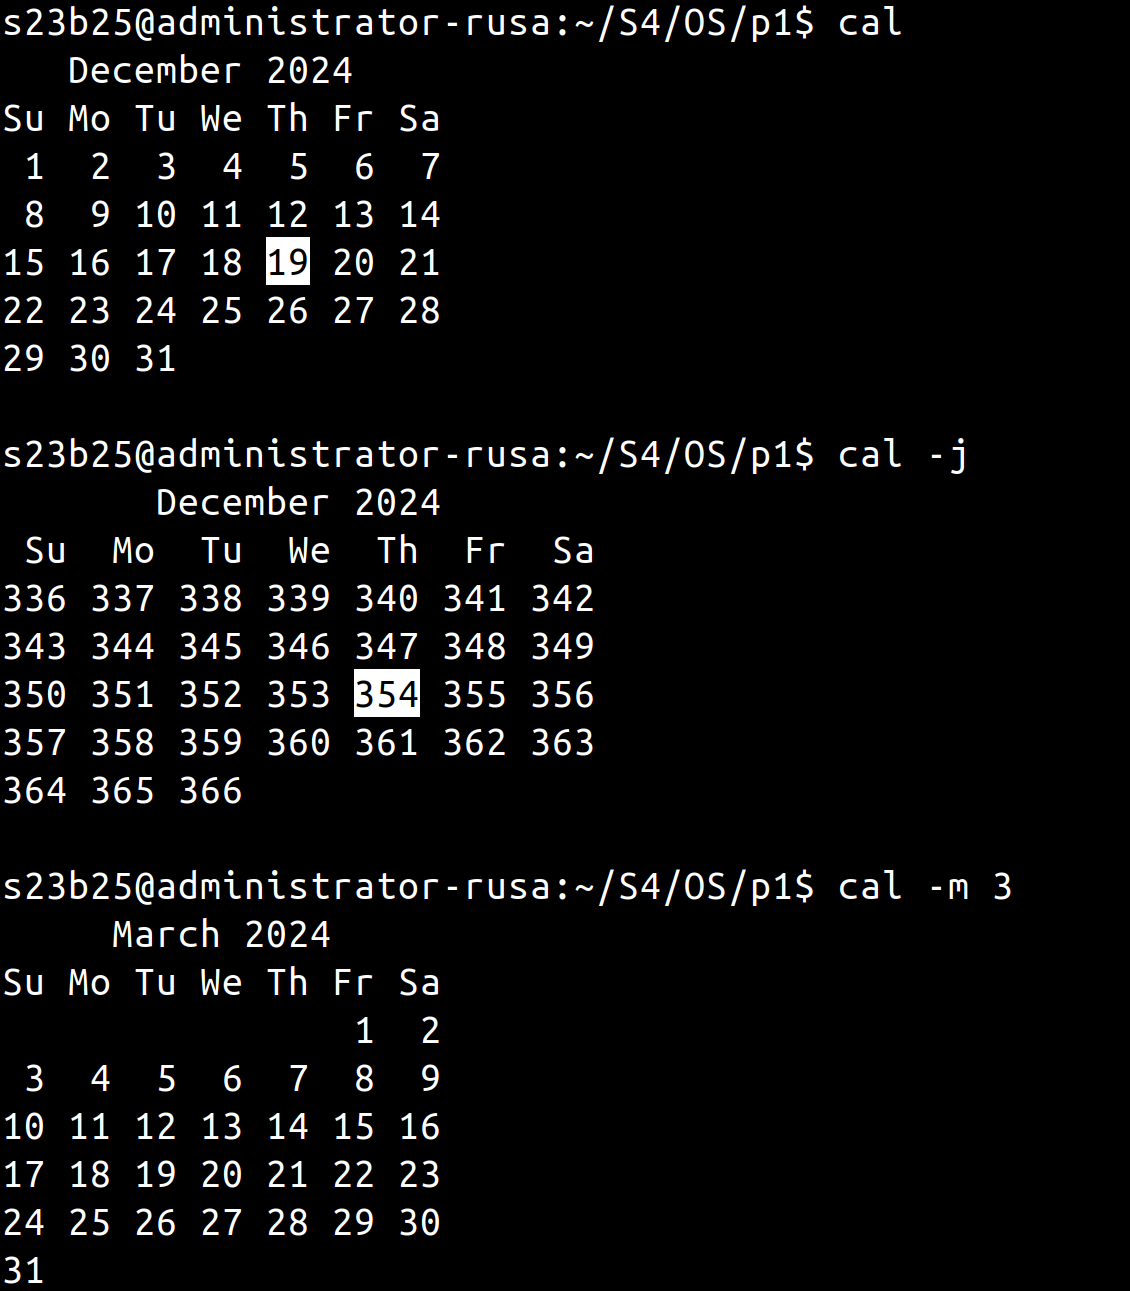 s23b25@administrator-rusa:~/S4/OS/p1$ cal
   December 2024
Su Mo Tu We Th Fr Sa
 1  2  3  4  5  6  7
 8  9 10 11 12 13 14
15 16 17 18 19 20 21
22 23 24 25 26 27 28
29 30 31

s23b25@administrator-rusa:~/S4/OS/p1$ cal -j
       December 2024
 Su  Mo  Tu  We  Th  Fr  Sa
336 337 338 339 340 341 342
343 344 345 346 347 348 349
350 351 352 353 354 355 356
357 358 359 360 361 362 363
364 365 366

s23b25@administrator-rusa:~/S4/OS/p1$ cal -m 3
     March 2024
Su Mo Tu We Th Fr Sa
                1  2
 3  4  5  6  7  8  9
10 11 12 13 14 15 16
17 18 19 20 21 22 23
24 25 26 27 28 29 30
31